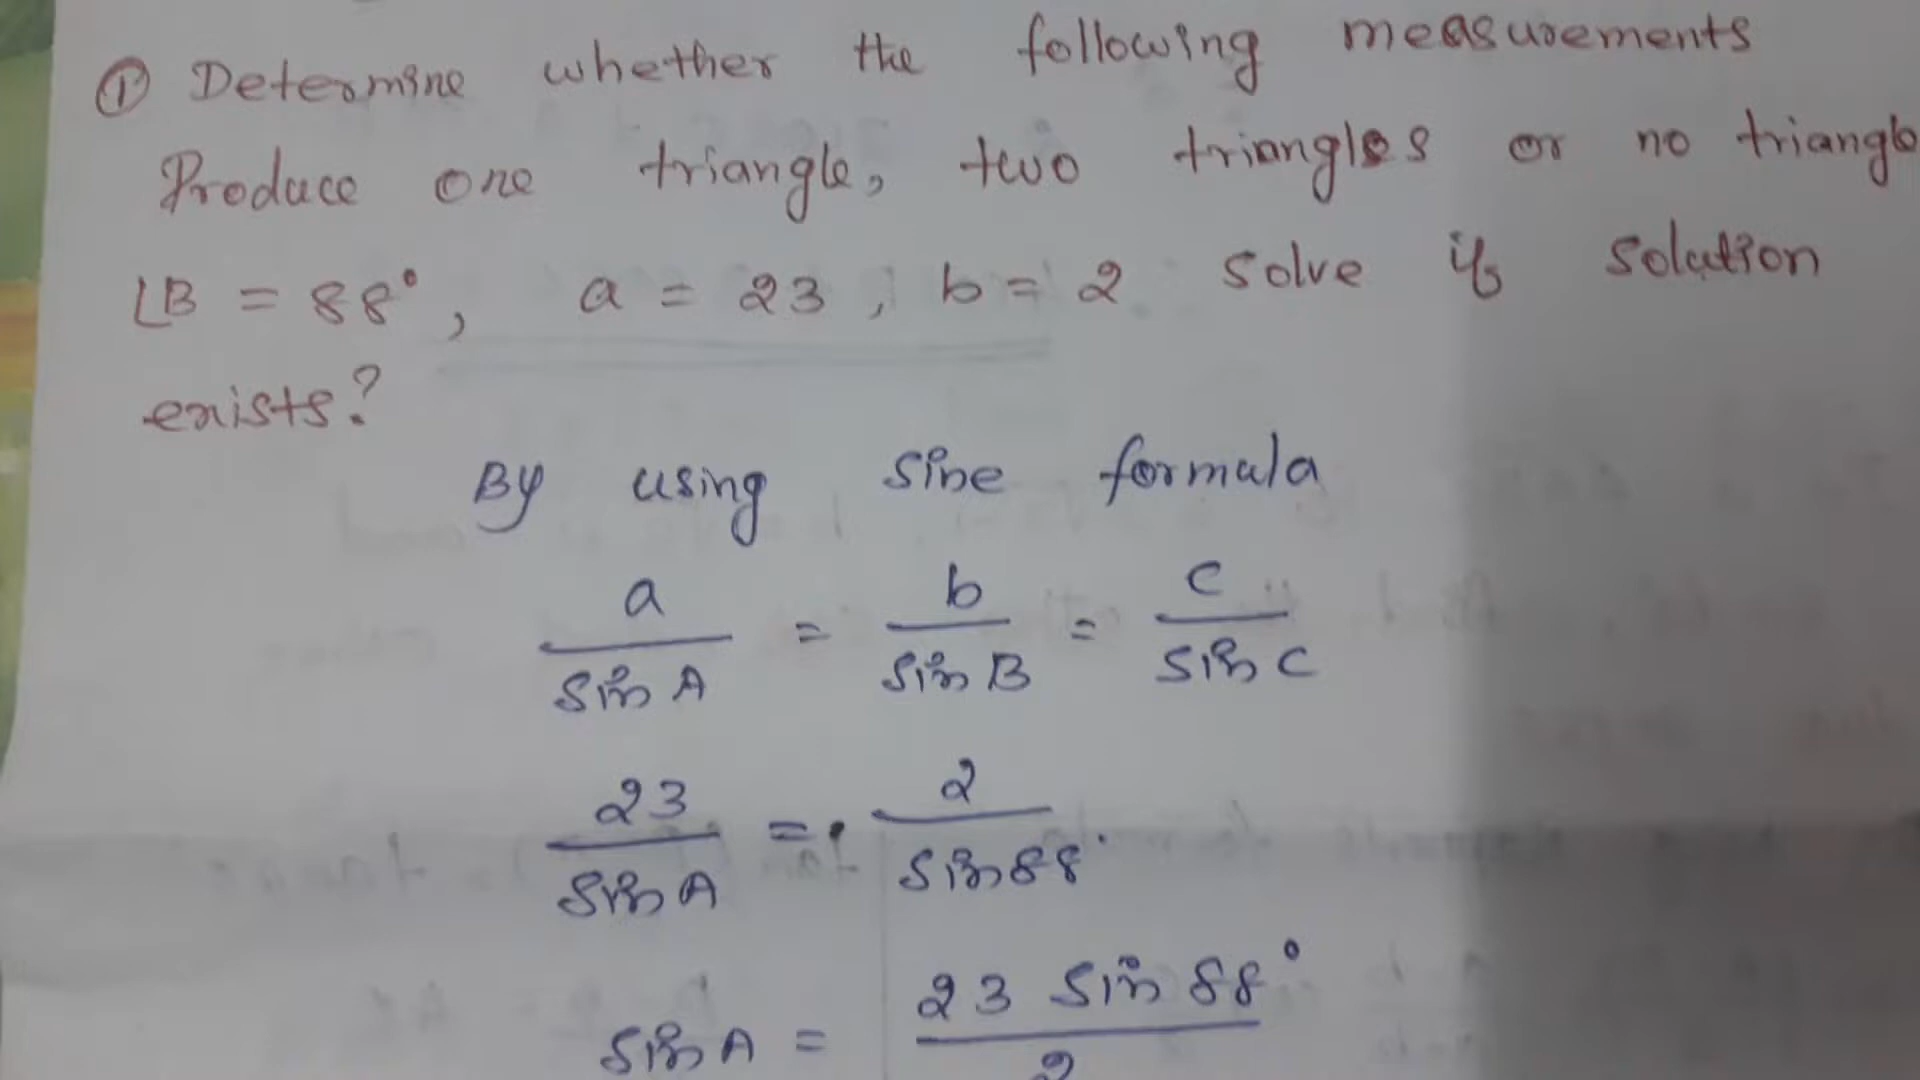 ① Determine whether the following measurements
Produce one triangle, two triangles or no triangle
∠B = 88°, a = 23, b = 2 solve if solution
exists?
By using sine formula
a/sin A = b/sin B = c/sin C
23/sin A = 2/sin 88°
sin A = 23 sin 88°/2